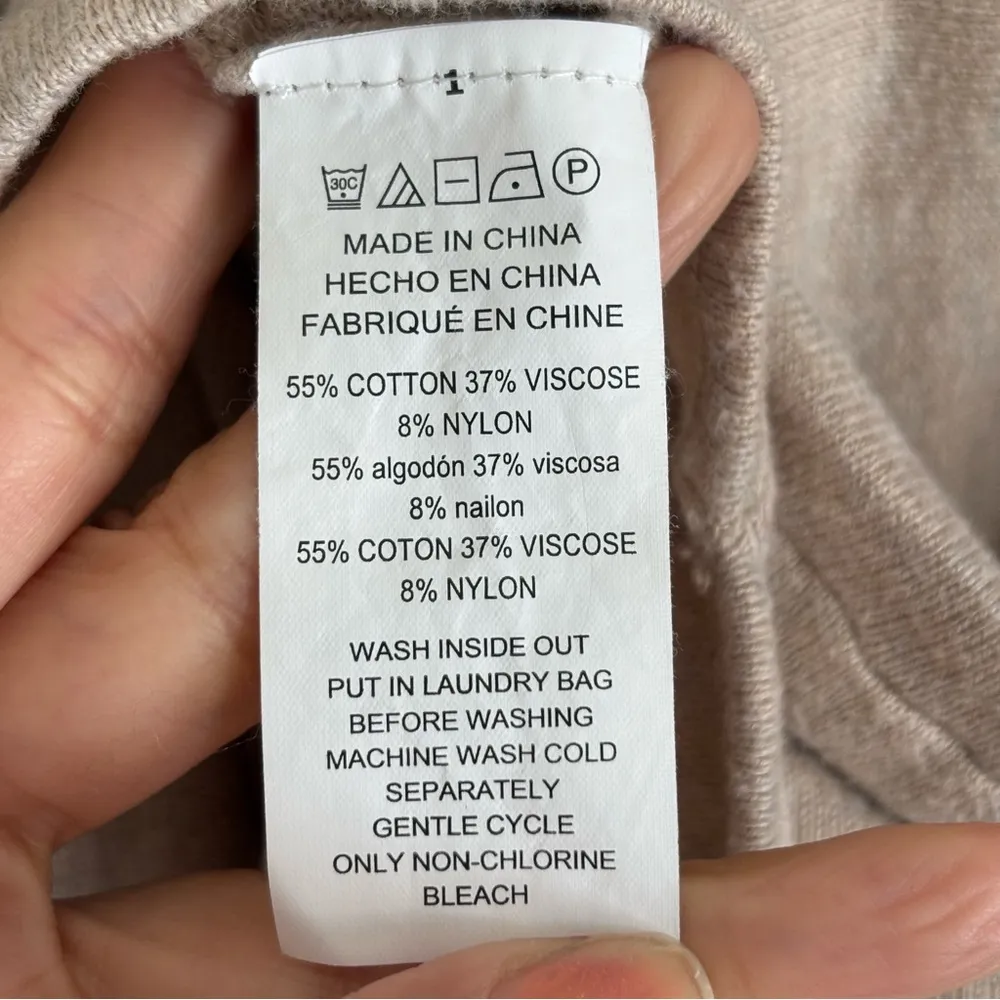 1
30C P
MADE IN CHINA
HECHO EN CHINA
FABRIQUÉ EN CHINE
55% COTTON 37% VISCOSE
8% NYLON
55% algodón 37% viscosa
8% nailon
55% COTON 37% VISCOSE
8% NYLON
WASH INSIDE OUT
PUT IN LAUNDRY BAG
BEFORE WASHING
MACHINE WASH COLD
SEPARATELY
GENTLE CYCLE
ONLY NON-CHLORINE
BLEACH